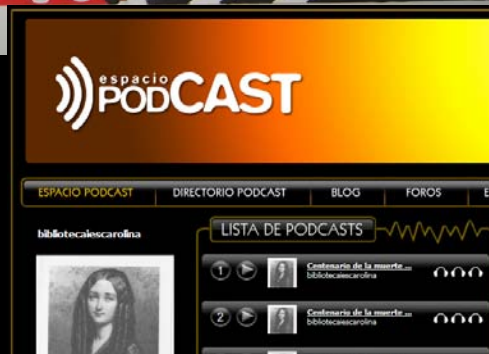 espacio
PODCAST
ESPACIO PODCAST DIRECTORIO PODCAST BLOG FOROS E
bibliotecaiescarolina
LISTA DE PODCASTS
1 Centenario de la muerte ...
bibliotecaiescarolina
2 Centenario de la muerte ...
bibliotecaiescarolina